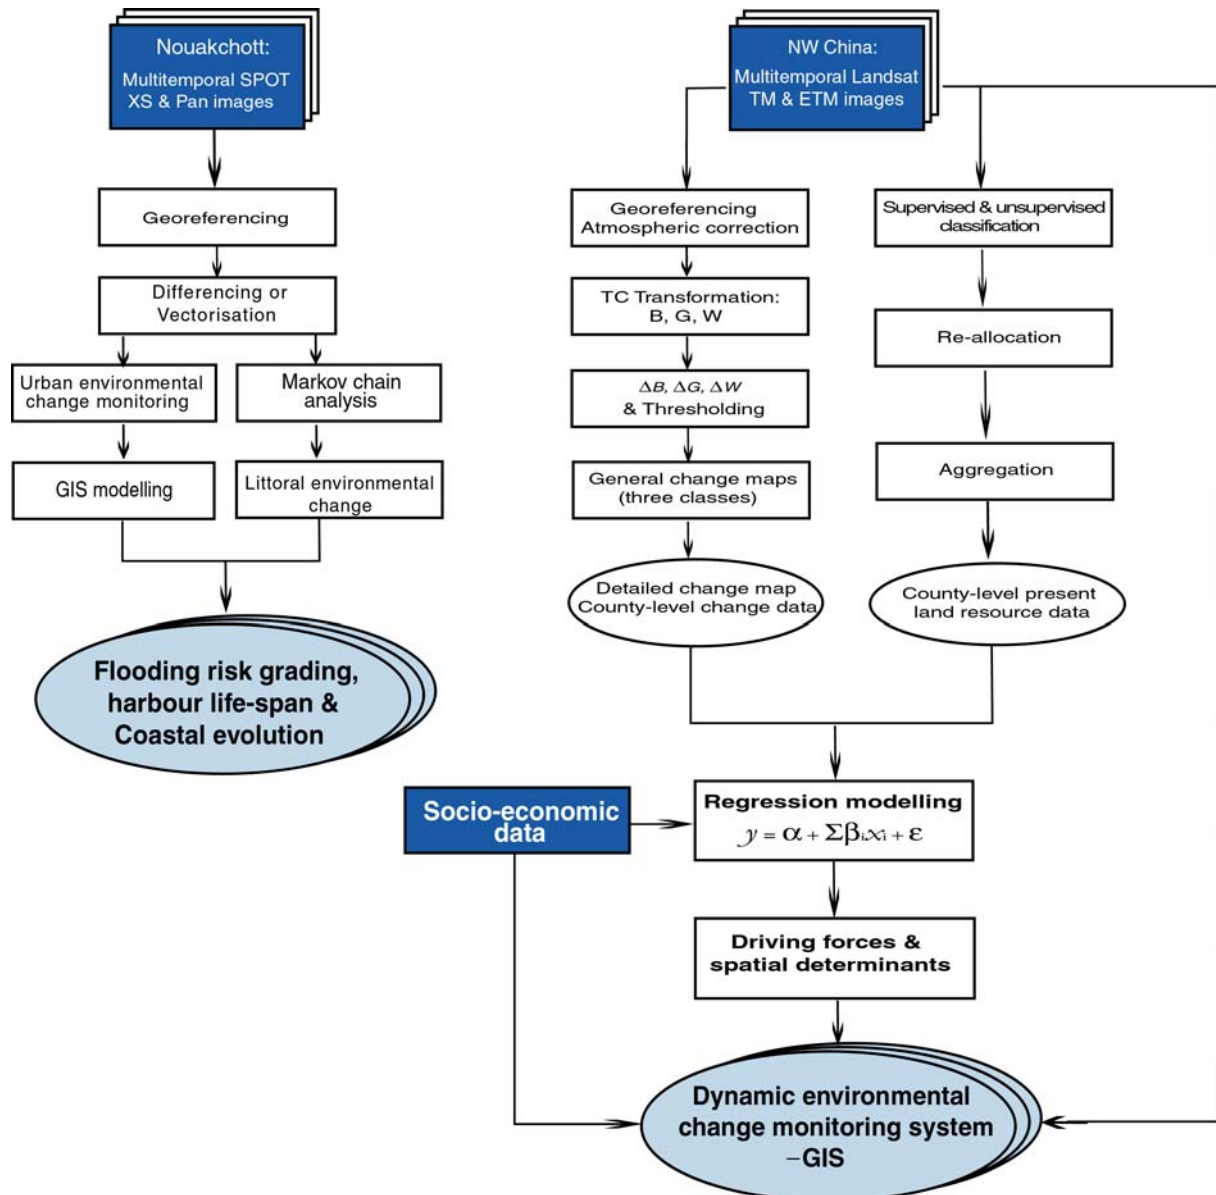 Nouakchott:
Multitemporal SPOT
XS & Pan images
Georeferencing
Differencing or
Vectorisation
Urban environmental
change monitoring
Markov chain
analysis
GIS modelling
Littoral environmental
change
Flooding risk grading,
harbour life-span &
Coastal evolution
NW China:
Multitemporal Landsat
TM & ETM images
Georeferencing
Atmospheric correction
TC Transformation:
B, G, W
ΔB, ΔG, ΔW
& Thresholding
General change maps
(three classes)
Detailed change map
County-level change data
Supervised & unsupervised
classification
Re-allocation
Aggregation
County-level present
land resource data
Socio-economic
data
Regression modelling
y = α + Σβᵢxᵢ + ε
Driving forces &
spatial determinants
Dynamic environmental
change monitoring system
–GIS